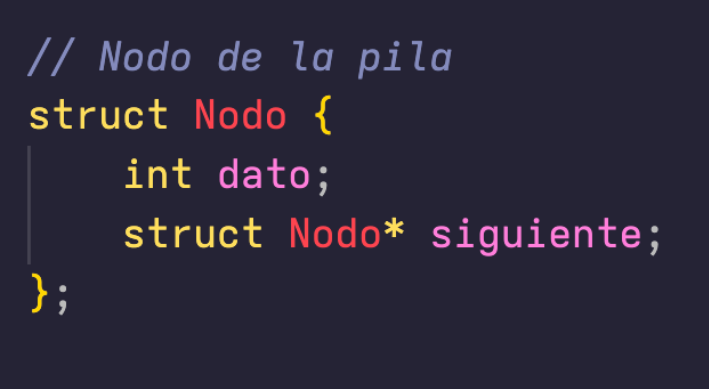 // Nodo de la pila
struct Nodo {
    int dato;
    struct Nodo* siguiente;
};